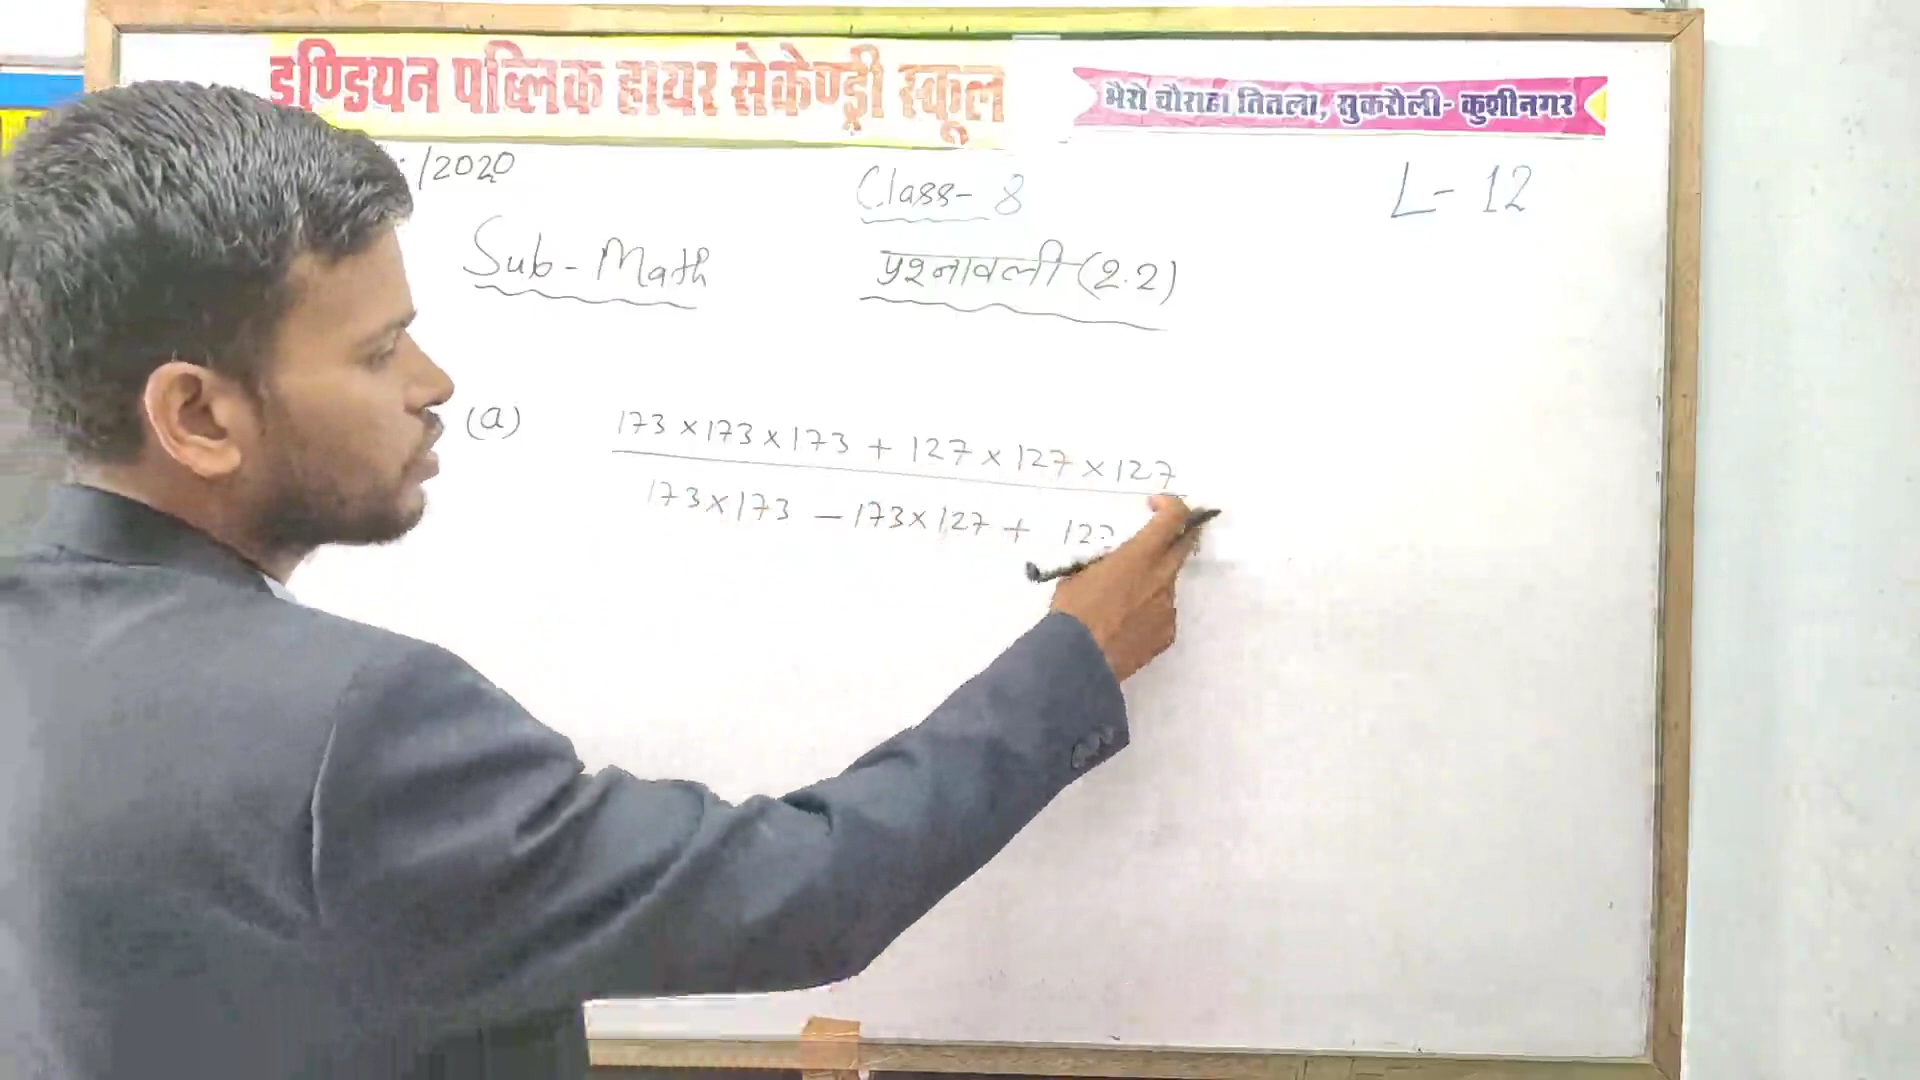 इण्डियन पब्लिक हायर सेकेण्ड्री स्कूल
भैरो चौराहा तितला, सुकरौली- कुशीनगर
/2020
Class- 8
L- 12
Sub - Math
प्रश्नावली (2.2)
(a)
173 × 173 × 173 + 127 × 127 × 127
173 × 173 - 173 × 127 + 127